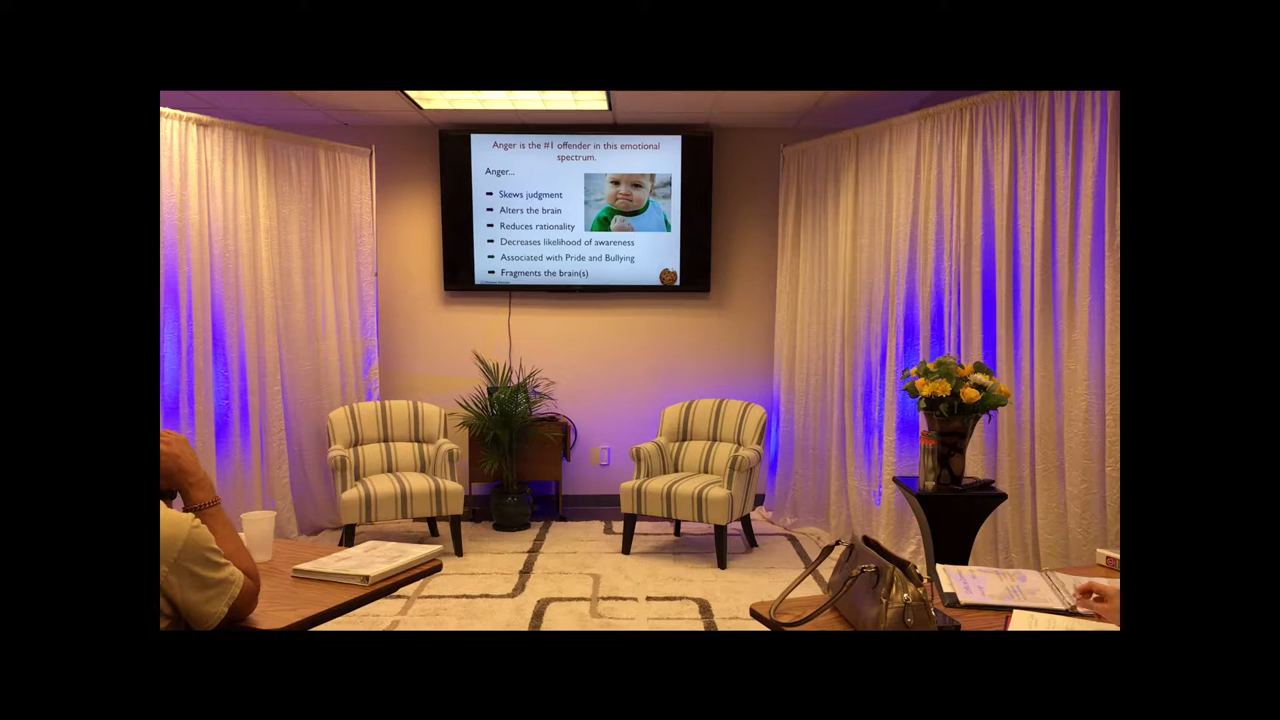 Anger is the #1 offender in this emotional
spectrum.
Anger...
Skews judgment
Alters the brain
Reduces rationality
Decreases likelihood of awareness
Associated with Pride and Bullying
Fragments the brain(s)